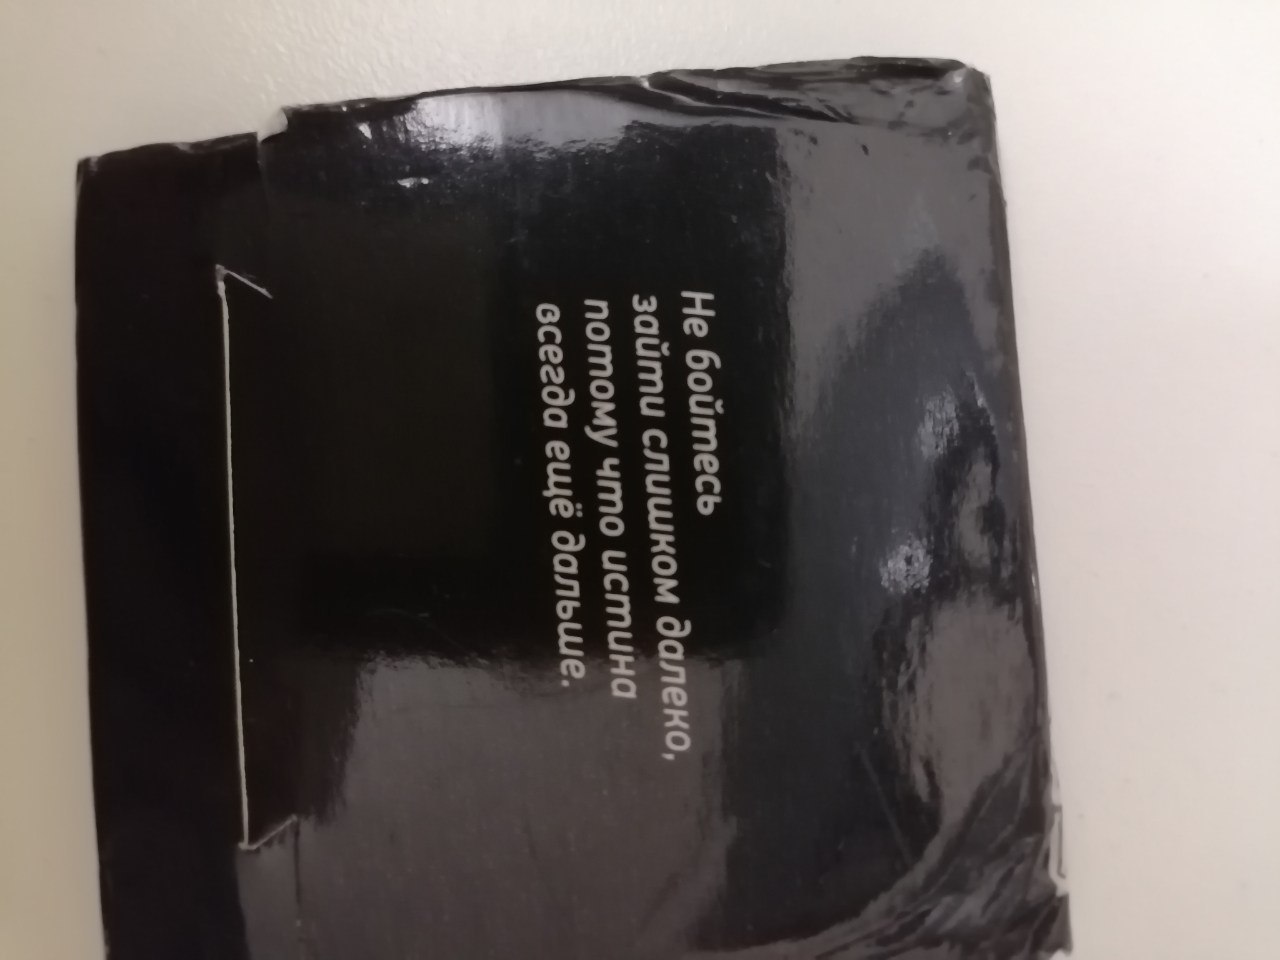 Не бойтесь
зайти слишком далеко,
потому что истина
всегда ещё дальше.